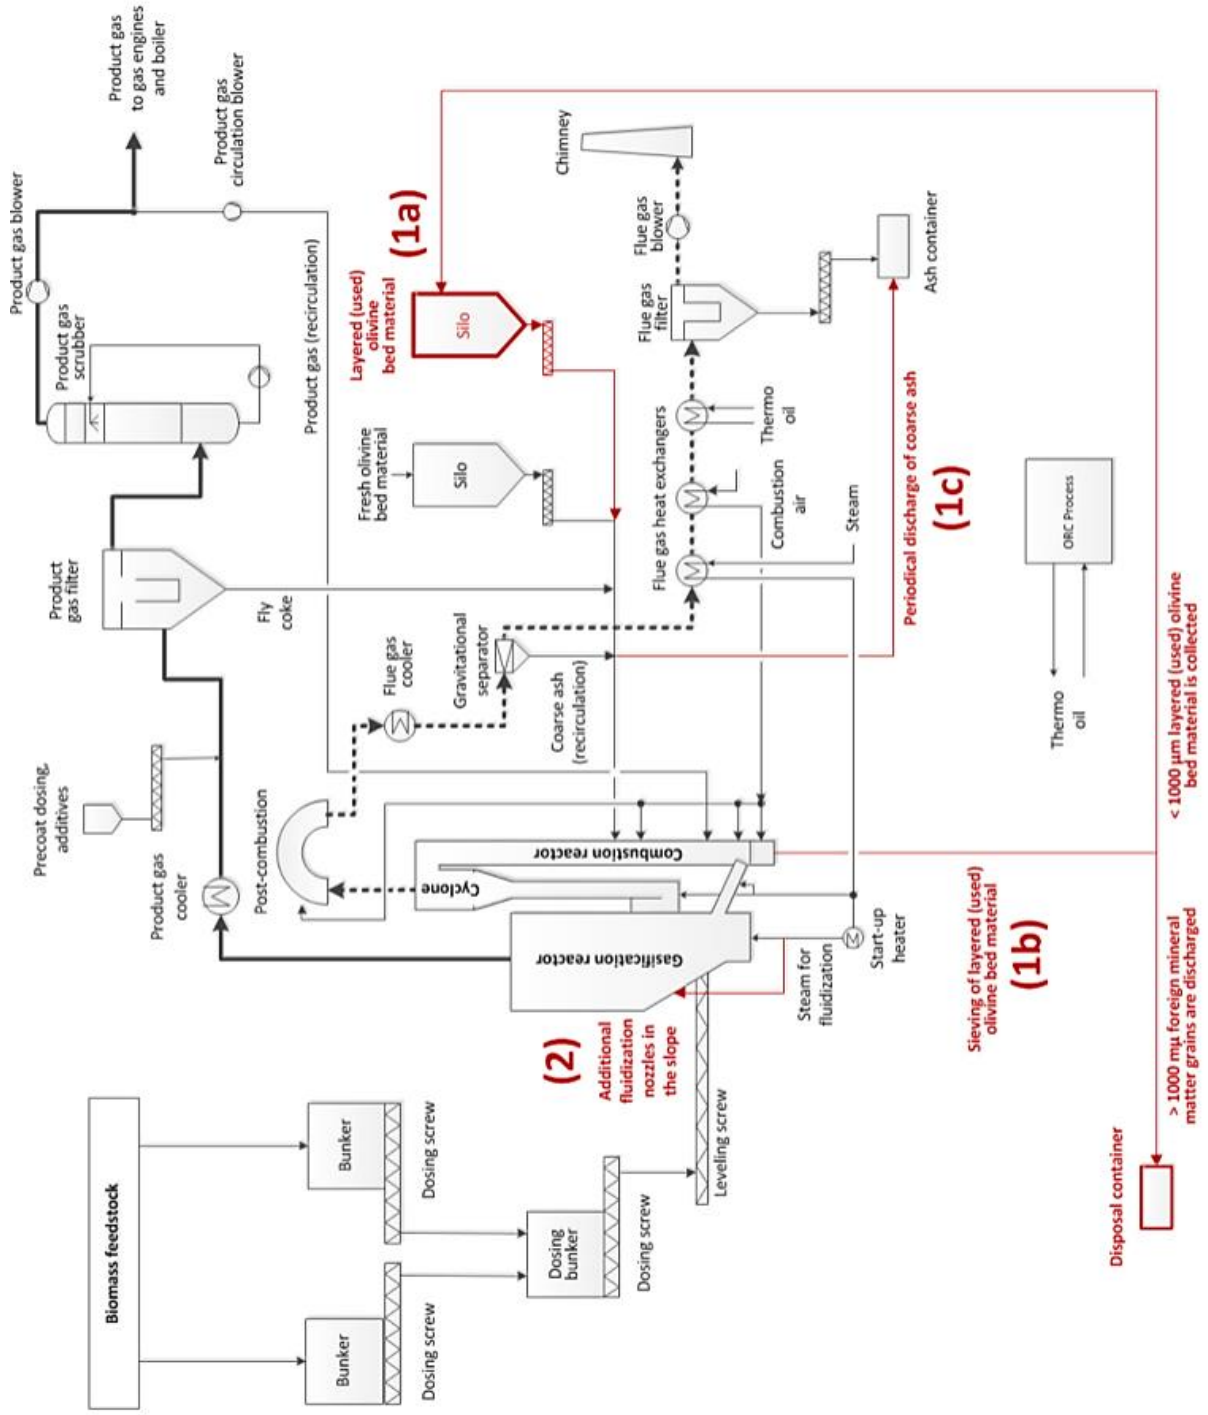 Biomass feedstock
Bunker
Dosing screw
Bunker
Dosing screw
Dosing
bunker
Dosing screw
Leveling screw
(2)
Additional
fluidization
nozzles in
the slope
Gasification reactor
Cyclone
Combustion reactor
Steam for
fluidization
Start-up
heater
Precoat dosing,
additives
Product gas
cooler
Post-combustion
Flue gas
cooler
Gravitational
separator
Coarse ash
(recirculation)
Product
gas filter
Fly
coke
Product gas
scrubber
Product gas blower
Product gas
to gas engines
and boiler
Product gas
circulation blower
Product gas (recirculation)
Fresh olivine
bed material
Silo
Layered (used)
olivine
bed material
Silo
(1a)
Flue gas heat exchangers
Steam
Combustion
air
Thermo
oil
Flue gas
filter
Flue gas
blower
Chimney
Ash container
Periodical discharge of coarse ash
(1c)
ORC Process
Thermo
oil
Sieving of layered (used)
olivine bed material
(1b)
Disposal container
> 1000 mµ foreign mineral
matter grains are discharged
< 1000 µm layered (used) olivine
bed material is collected